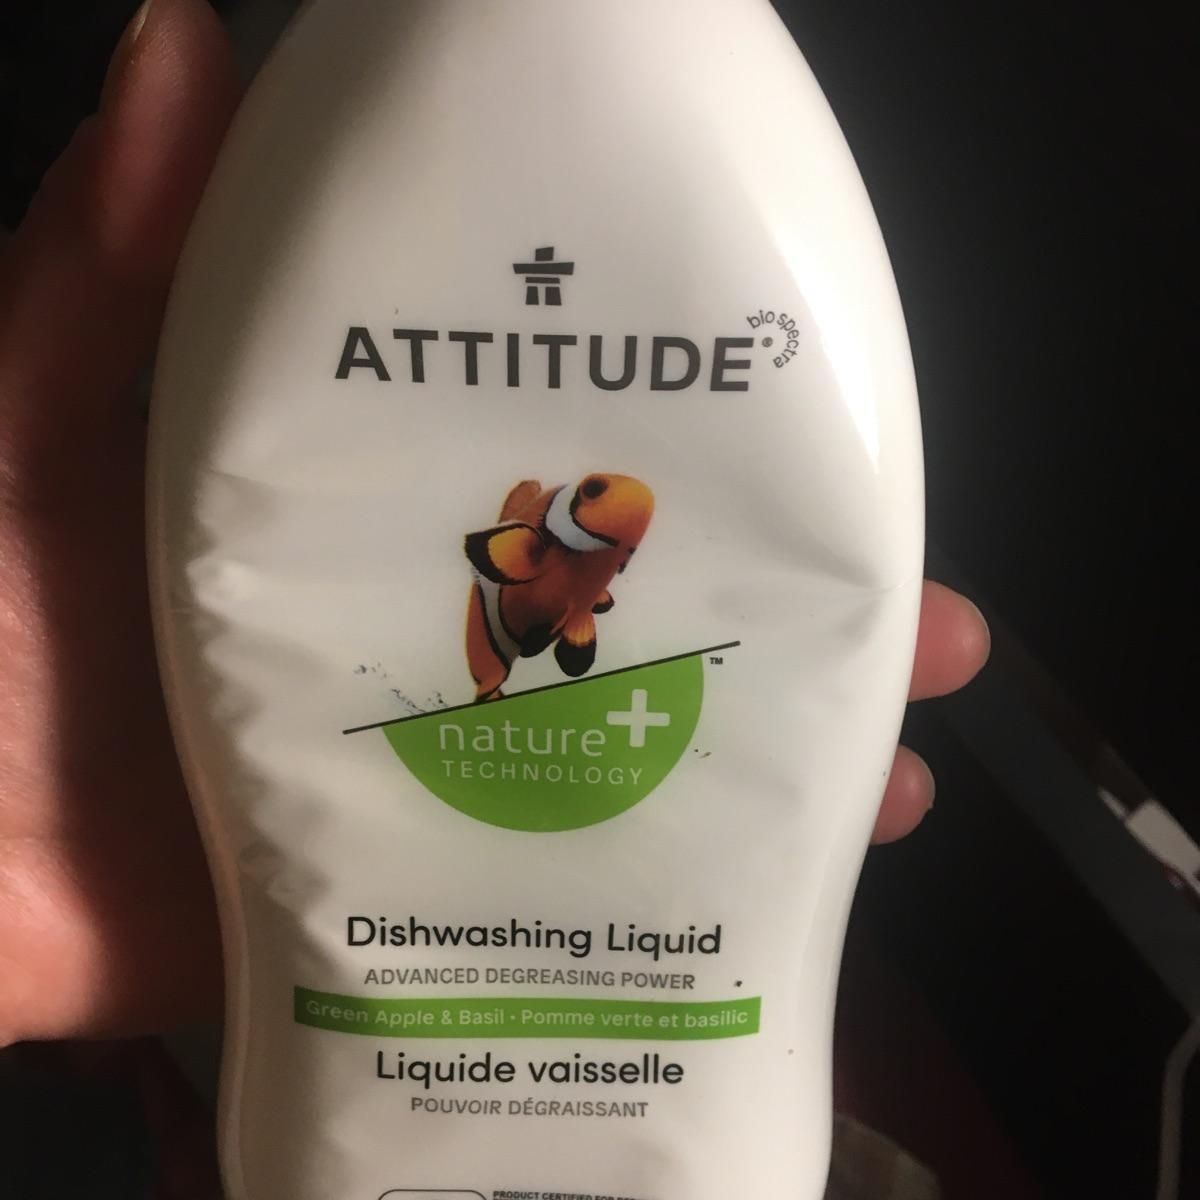 ATTITUDE®
bio spectra
nature+ ™
TECHNOLOGY
Dishwashing Liquid
ADVANCED DEGREASING POWER
Green Apple & Basil · Pomme verte et basilic
Liquide vaisselle
POUVOIR DÉGRAISSANT
PRODUCT CERTIFIED FOR